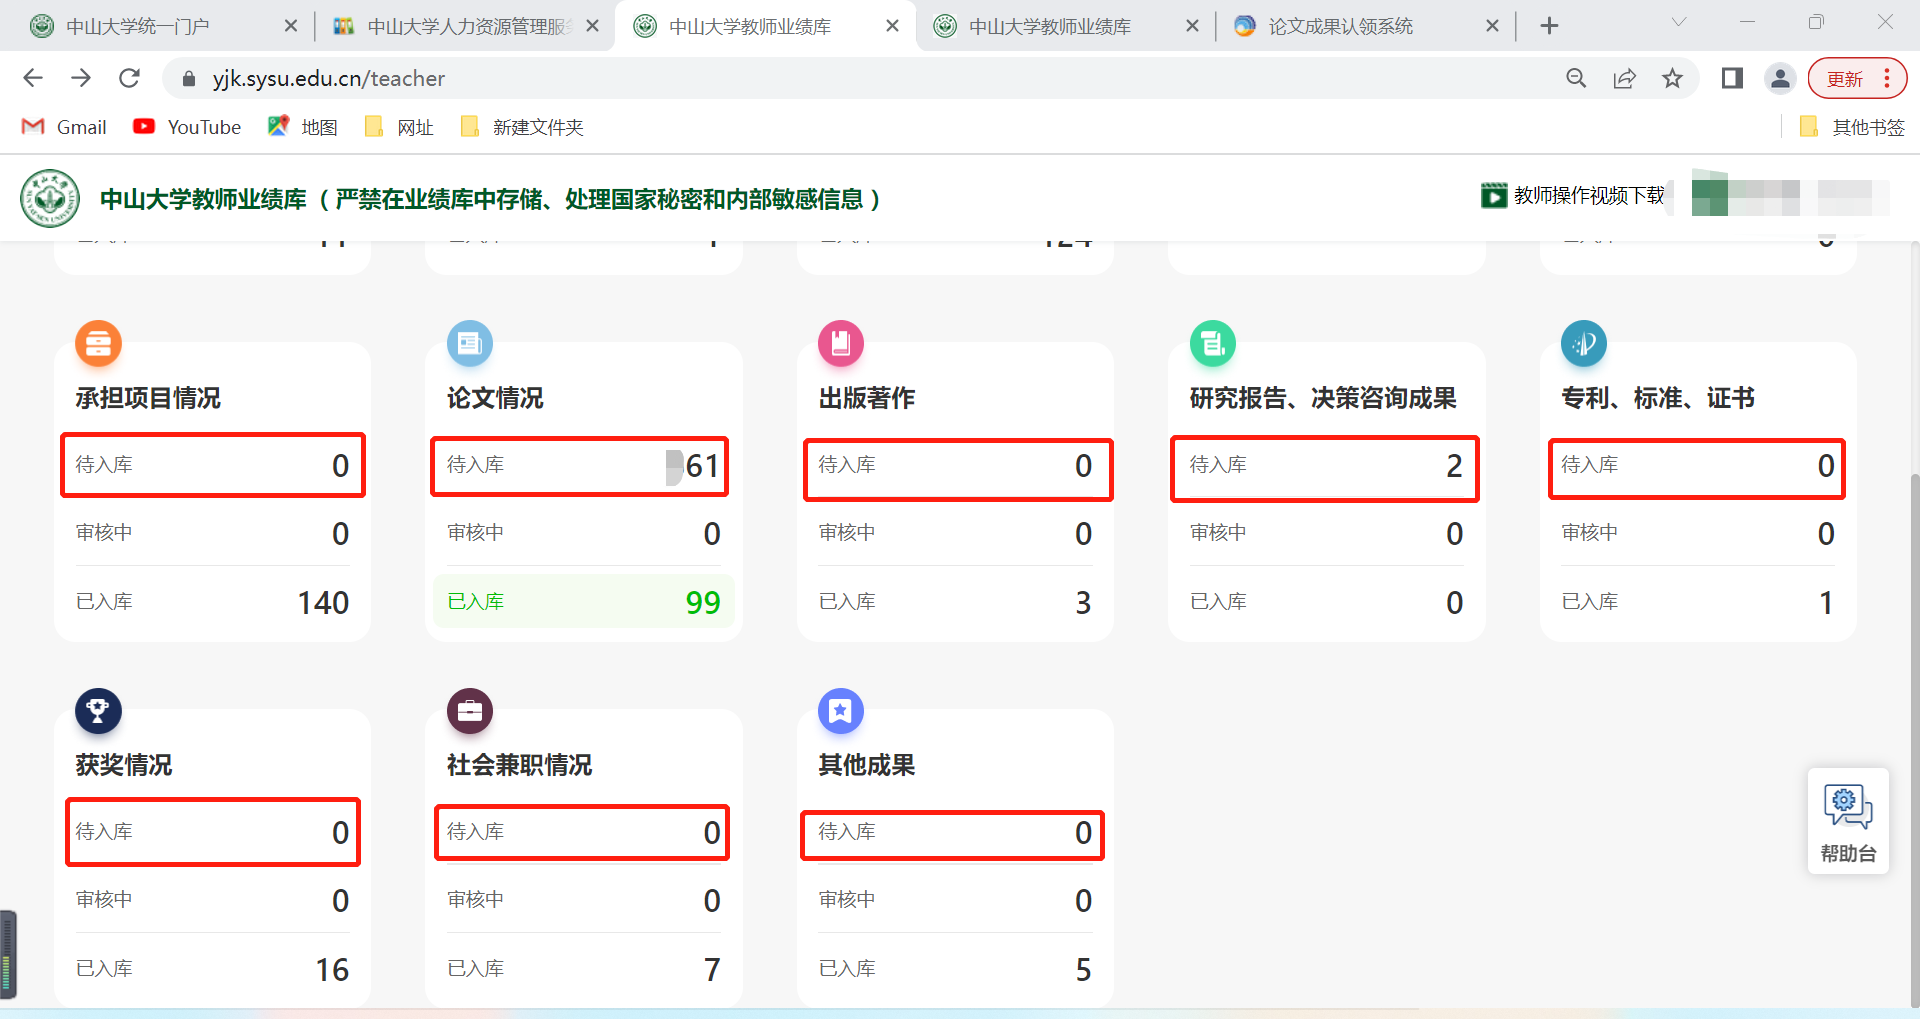 中山大学统一门户
中山大学人力资源管理服
中山大学教师业绩库
中山大学教师业绩库
论文成果认领系统
yjk.sysu.edu.cn/teacher
更新
Gmail
YouTube
地图
网址
新建文件夹
其他书签
中山大学教师业绩库（严禁在业绩库中存储、处理国家秘密和内部敏感信息）
教师操作视频下载
承担项目情况
待入库 0
审核中 0
已入库 140
论文情况
待入库 61
审核中 0
已入库 99
出版著作
待入库 0
审核中 0
已入库 3
研究报告、决策咨询成果
待入库 2
审核中 0
已入库 0
专利、标准、证书
待入库 0
审核中 0
已入库 1
获奖情况
待入库 0
审核中 0
已入库 16
社会兼职情况
待入库 0
审核中 0
已入库 7
其他成果
待入库 0
审核中 0
已入库 5
帮助台